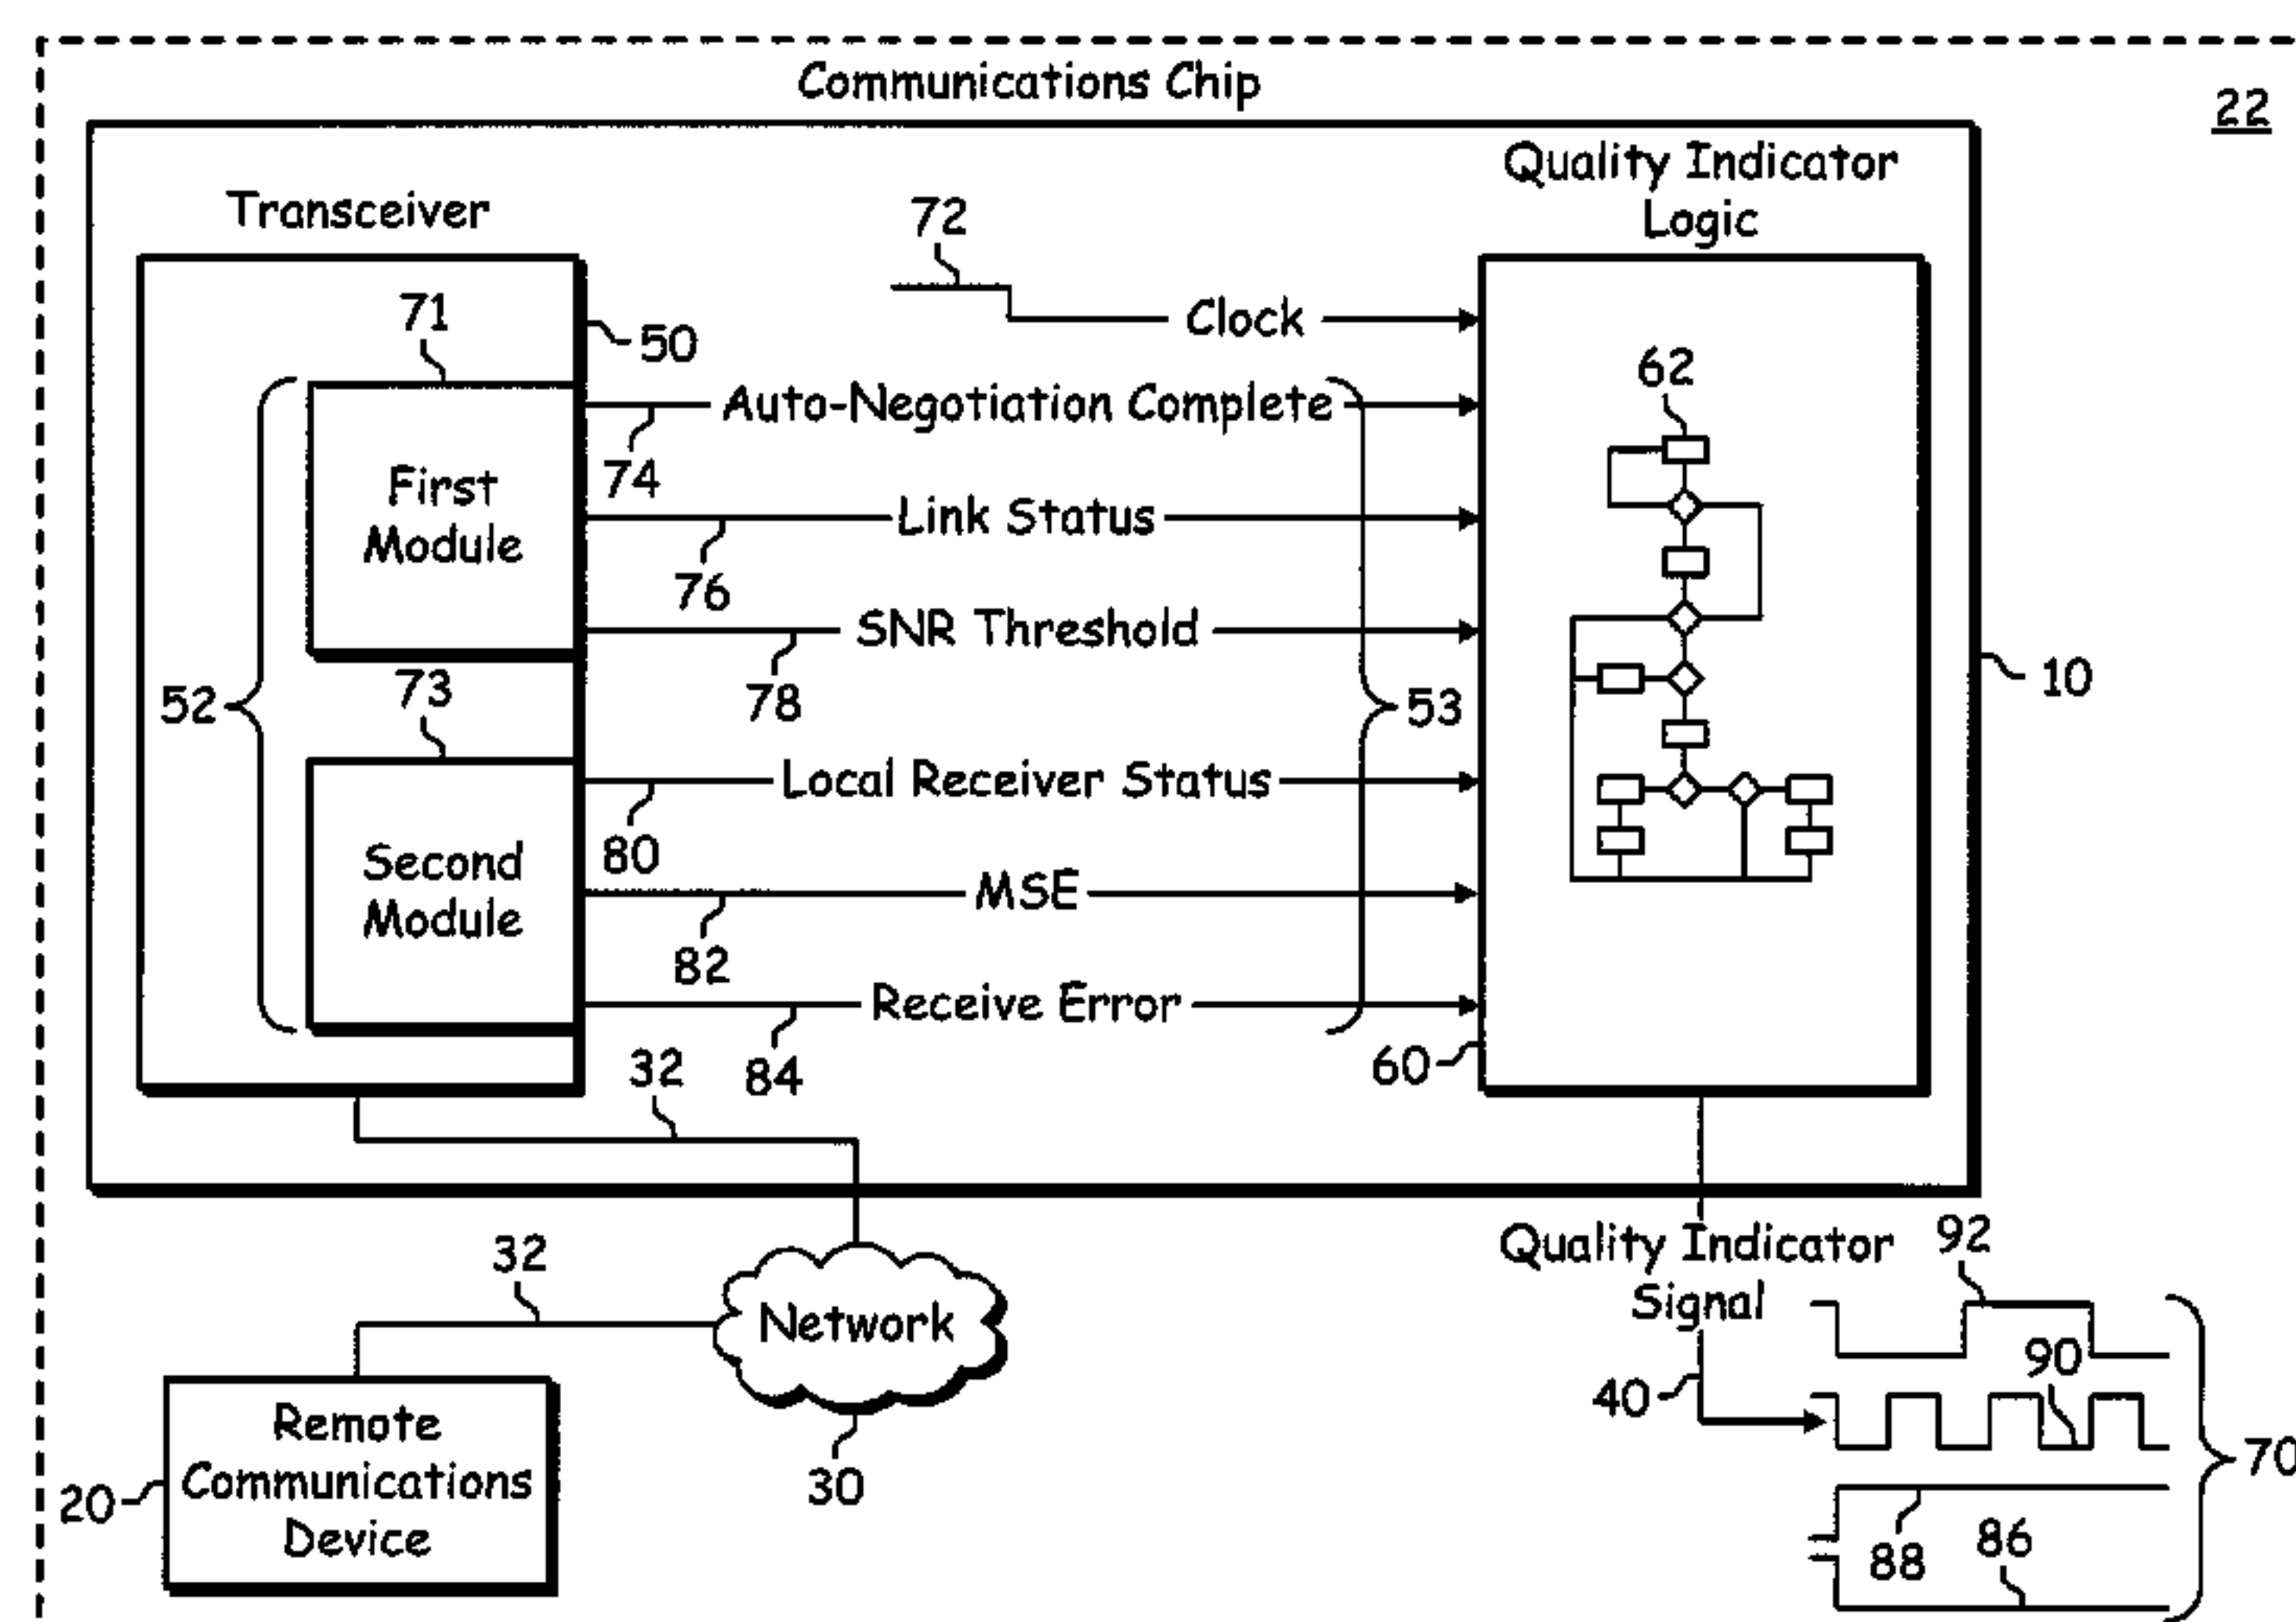 Communications Chip
22
Quality Indicator
Logic
Transceiver
72
71
50
Clock
62
Auto-Negotiation Complete
74
First
Module
Link Status
76
SNR Threshold
78
10
52
73
53
Local Receiver Status
80
Second
Module
MSE
82
Receive Error
84
60
32
Quality Indicator
Signal
92
32
Network
90
40
Remote
Communications
Device
20
30
70
88
86